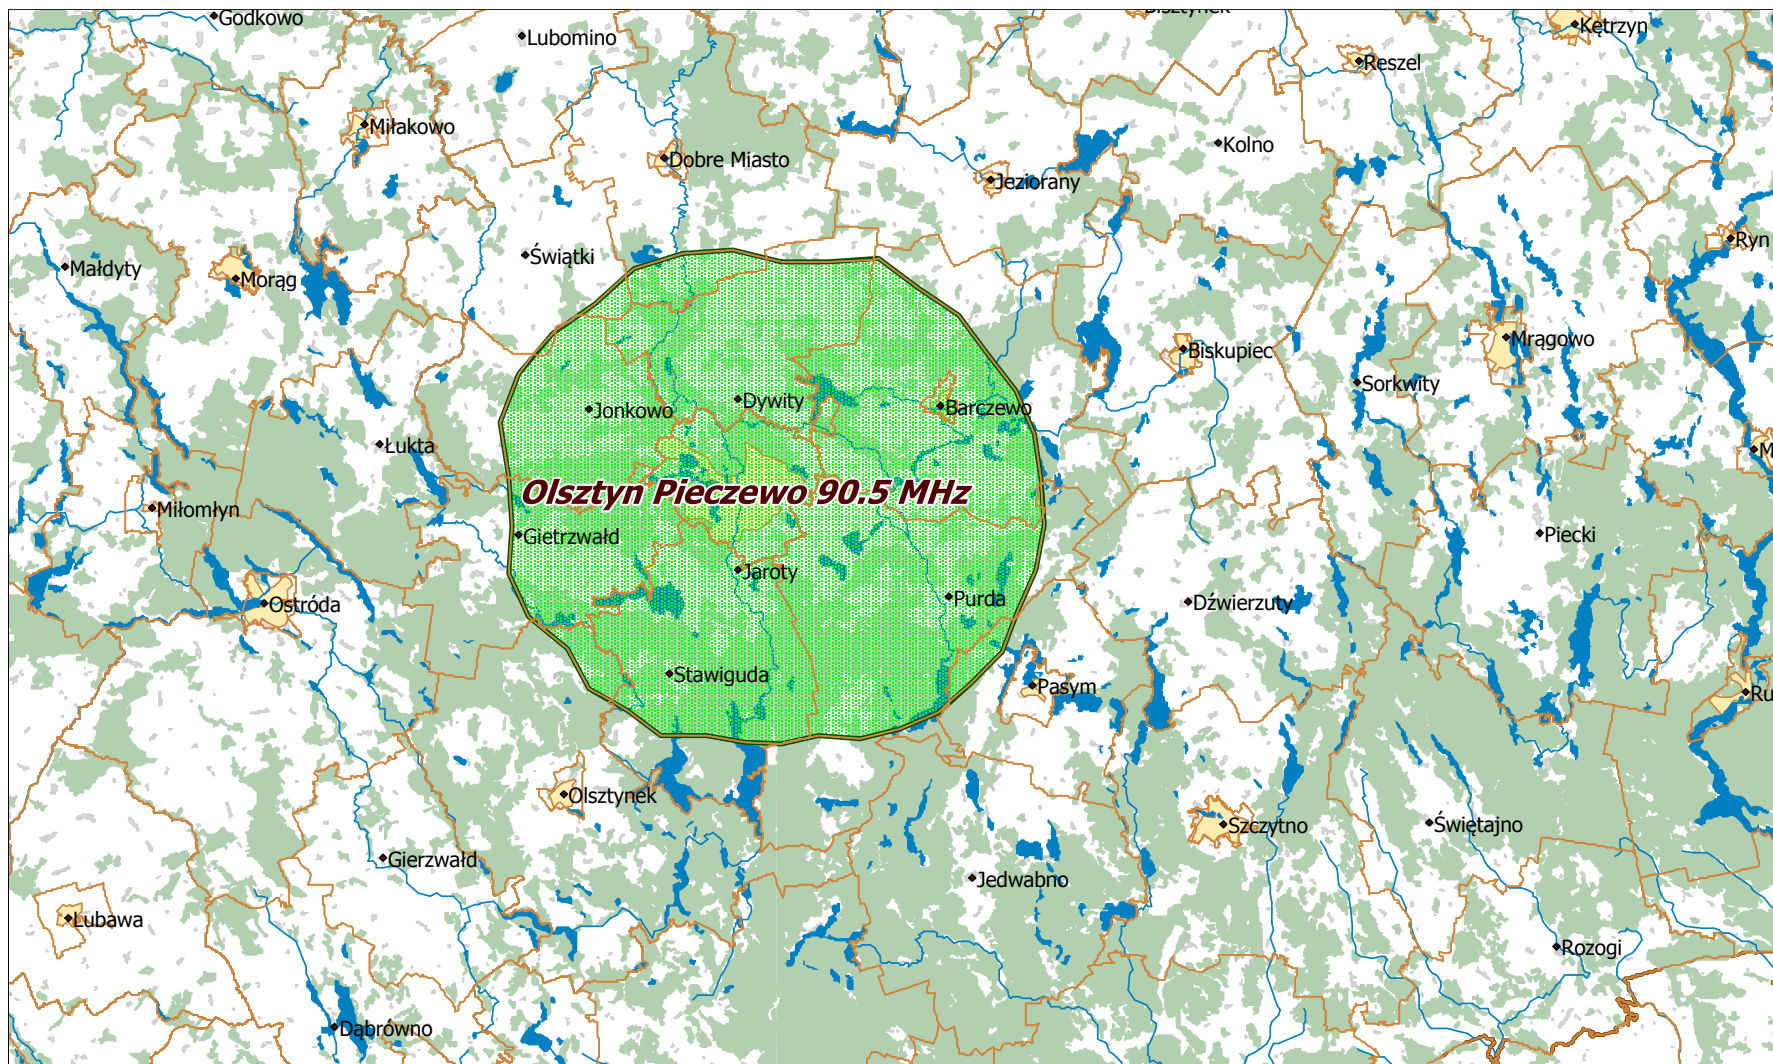 Godkowo
Lubomino
Kętrzyn
Reszel
Miłakowo
Dobre Miasto
Kolno
Jeziorany
Świątki
Ryn
Małdyty
Morąg
Mrągowo
Biskupiec
Sorkwity
Jonkowo
Dywity
Barczewo
Łukta
M
Olsztyn Pieczewo 90.5 MHz
Miłomłyn
Gietrzwałd
Piecki
Jaroty
Ostróda
Purda
Dźwierzuty
Stawiguda
Pasym
Ru
Olsztynek
Szczytno
Świętajno
Gierzwałd
Jedwabno
Lubawa
Rozogi
Dąbrówno